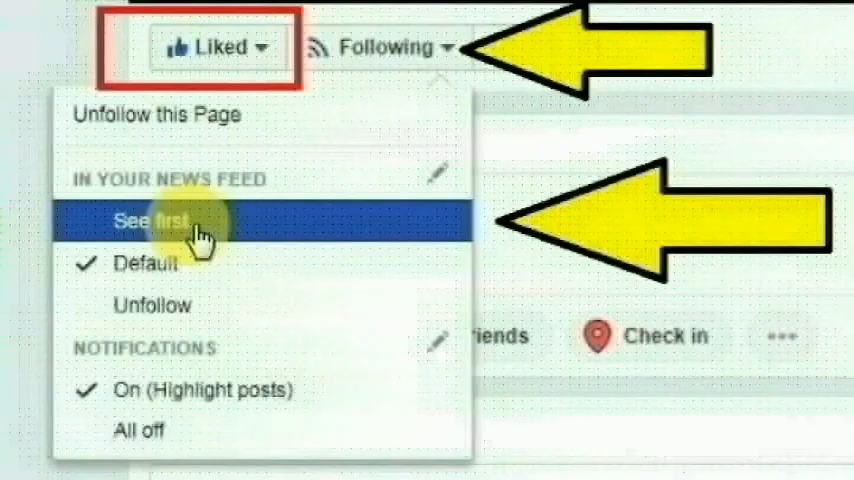 Liked Following
Unfollow this Page
IN YOUR NEWS FEED
See first
Default
Unfollow
NOTIFICATIONS
riends Check in
On (Highlight posts)
All off